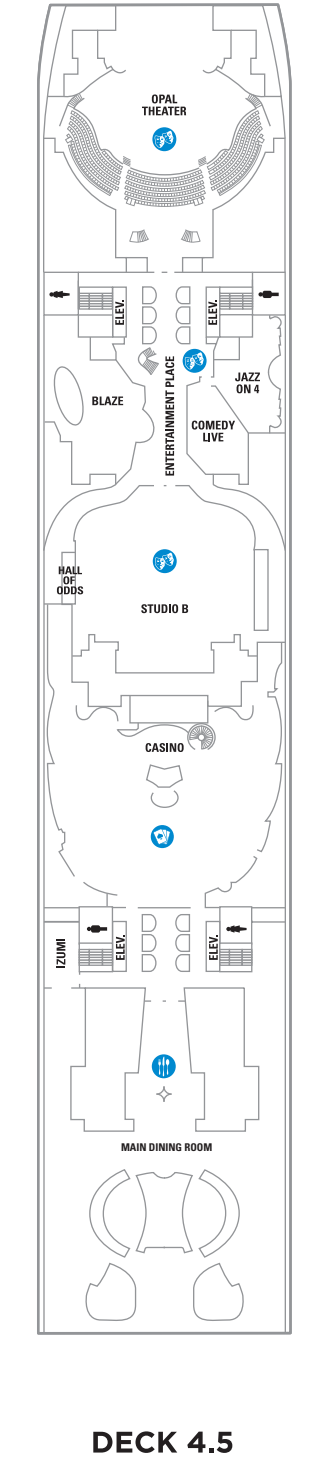 OPAL
THEATER
ELEV.
ELEV.
ENTERTAINMENT PLACE
BLAZE
JAZZ
ON 4
COMEDY
LIVE
HALL
OF
ODDS
STUDIO B
CASINO
IZUMI
ELEV.
ELEV.
MAIN DINING ROOM
DECK 4.5